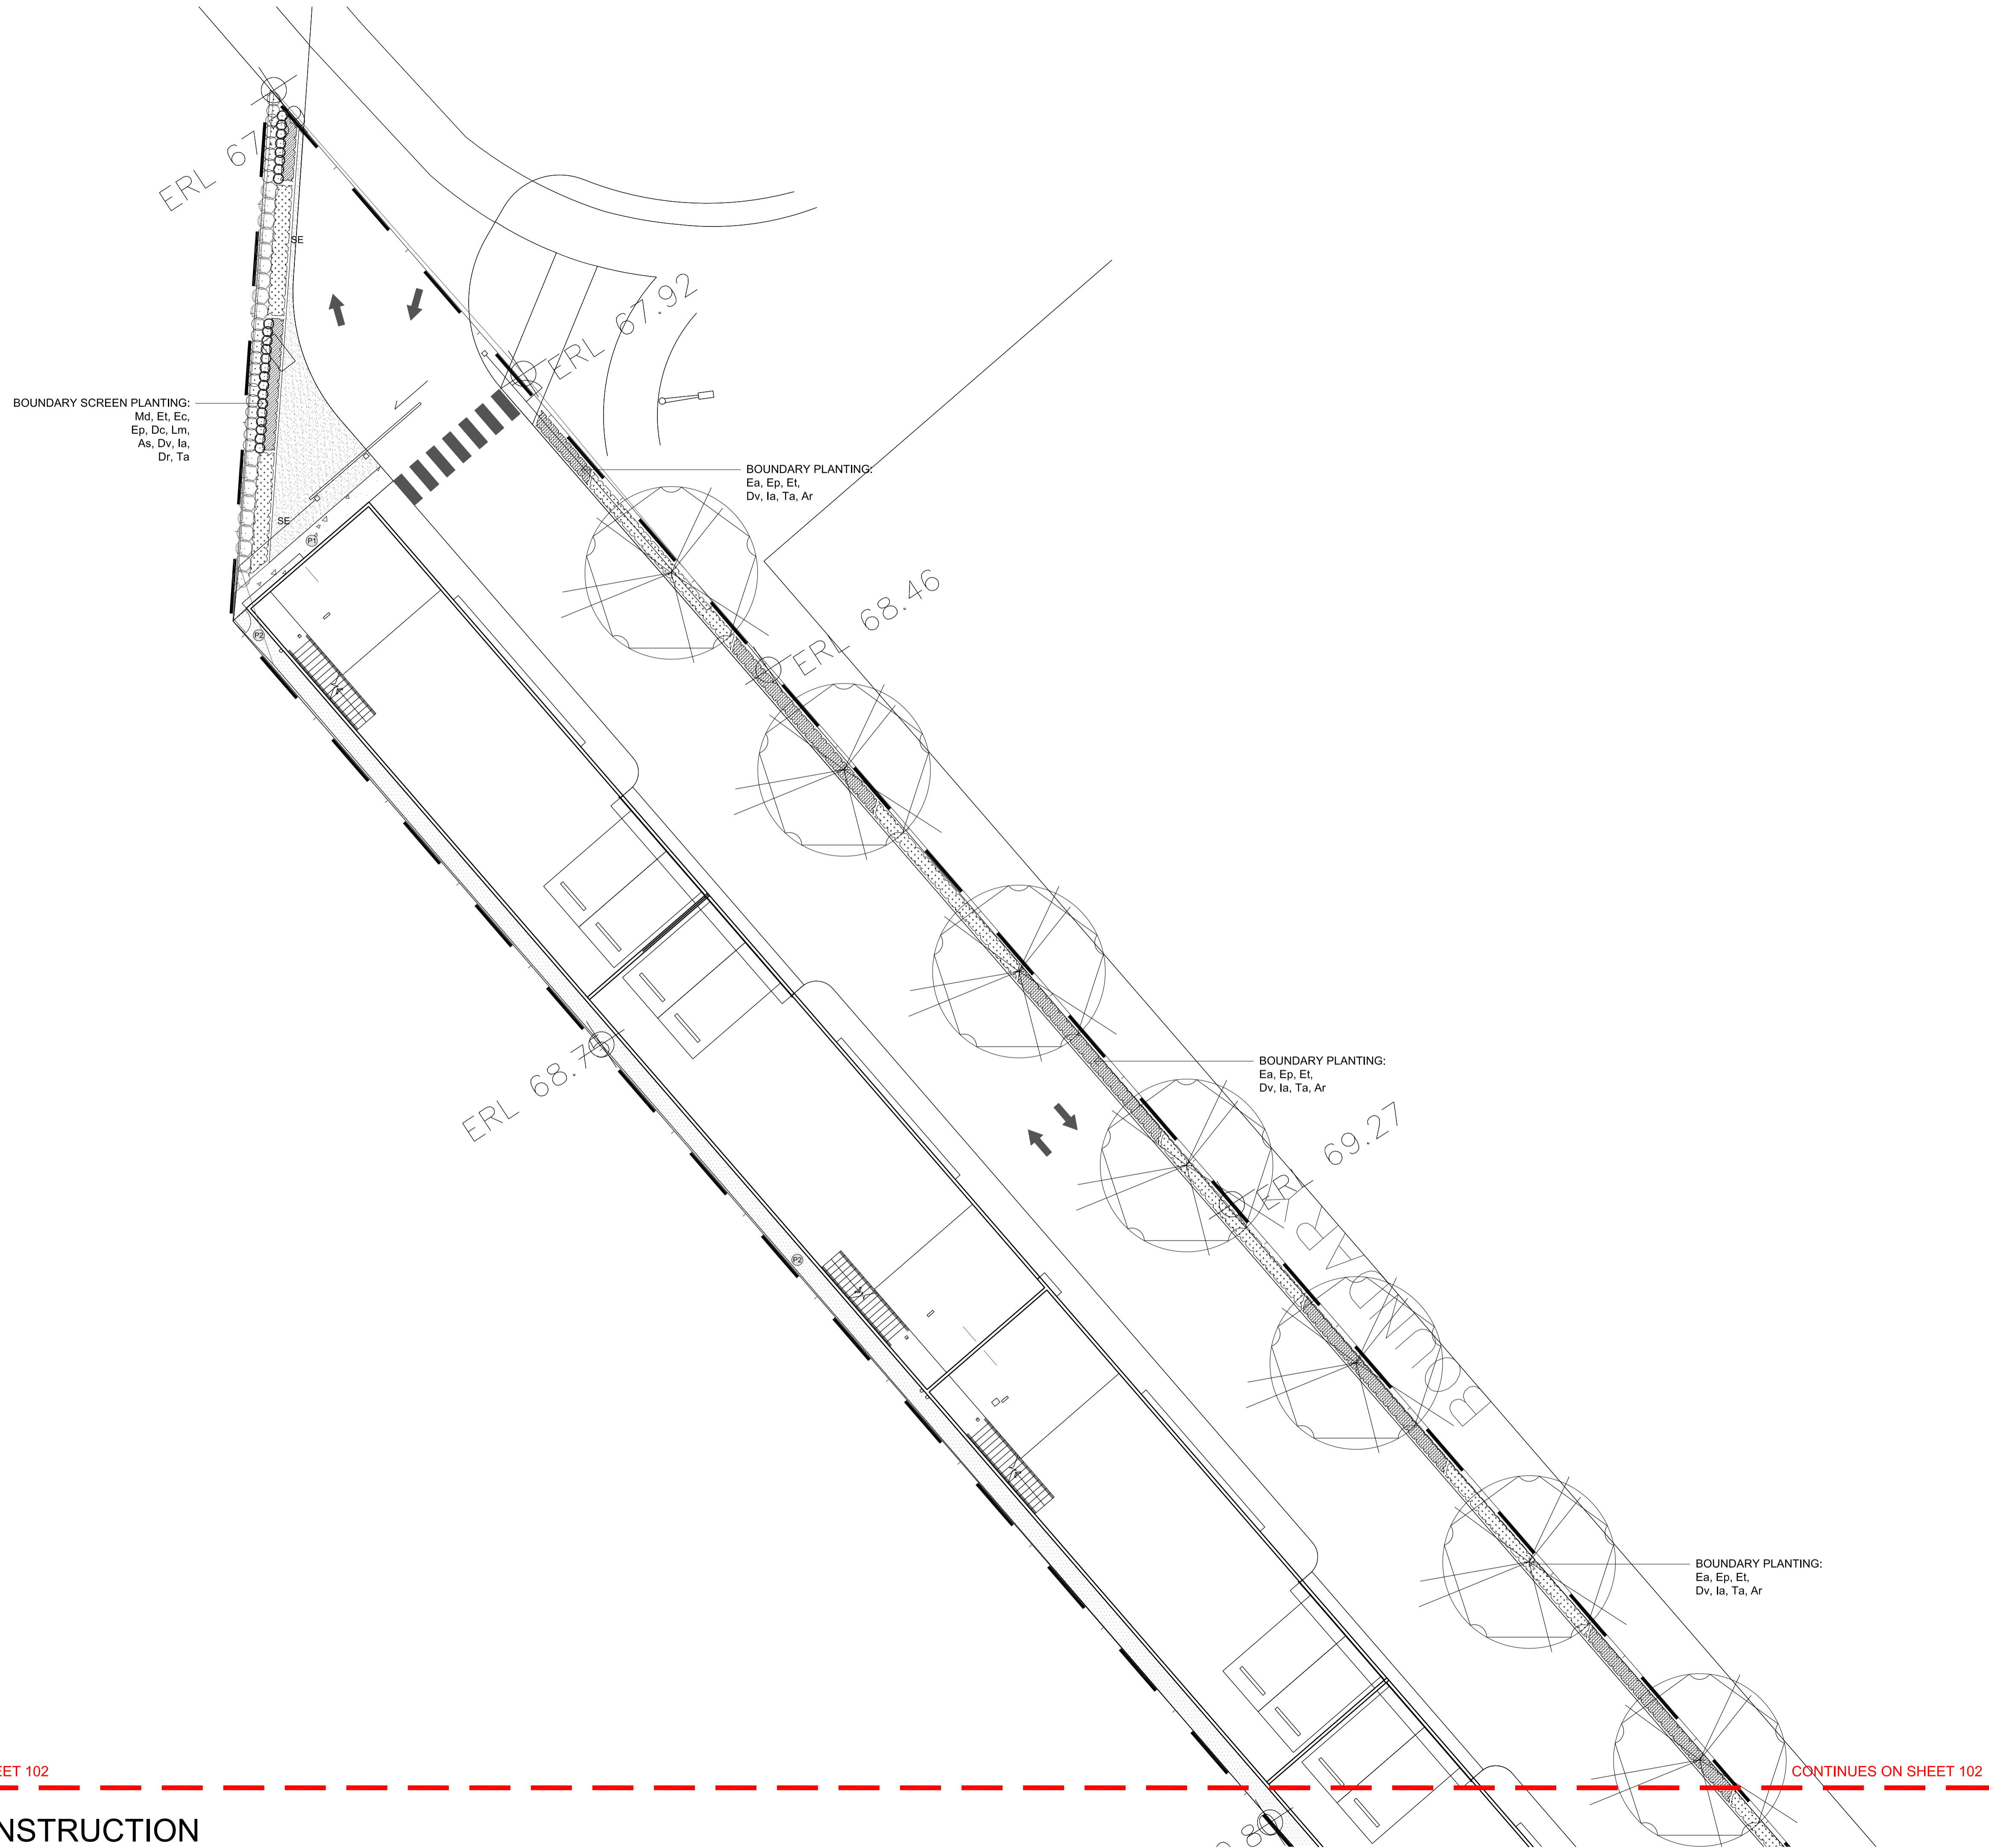 ERL 67
SE
ERL 67.92
BOUNDARY SCREEN PLANTING:
Md, Et, Ec,
Ep, Dc, Lm,
As, Dv, Ia,
Dr, Ta
BOUNDARY PLANTING:
Ea, Ep, Et,
Dv, Ia, Ta, Ar
SE
P1
P2
ERL 68.46
ERL 68.7
BOUNDARY PLANTING:
Ea, Ep, Et,
Dv, Ia, Ta, Ar
ERL 69.27
P2
BOUNDARY
BOUNDARY PLANTING:
Ea, Ep, Et,
Dv, Ia, Ta, Ar
EET 102
CONTINUES ON SHEET 102
NSTRUCTION
8